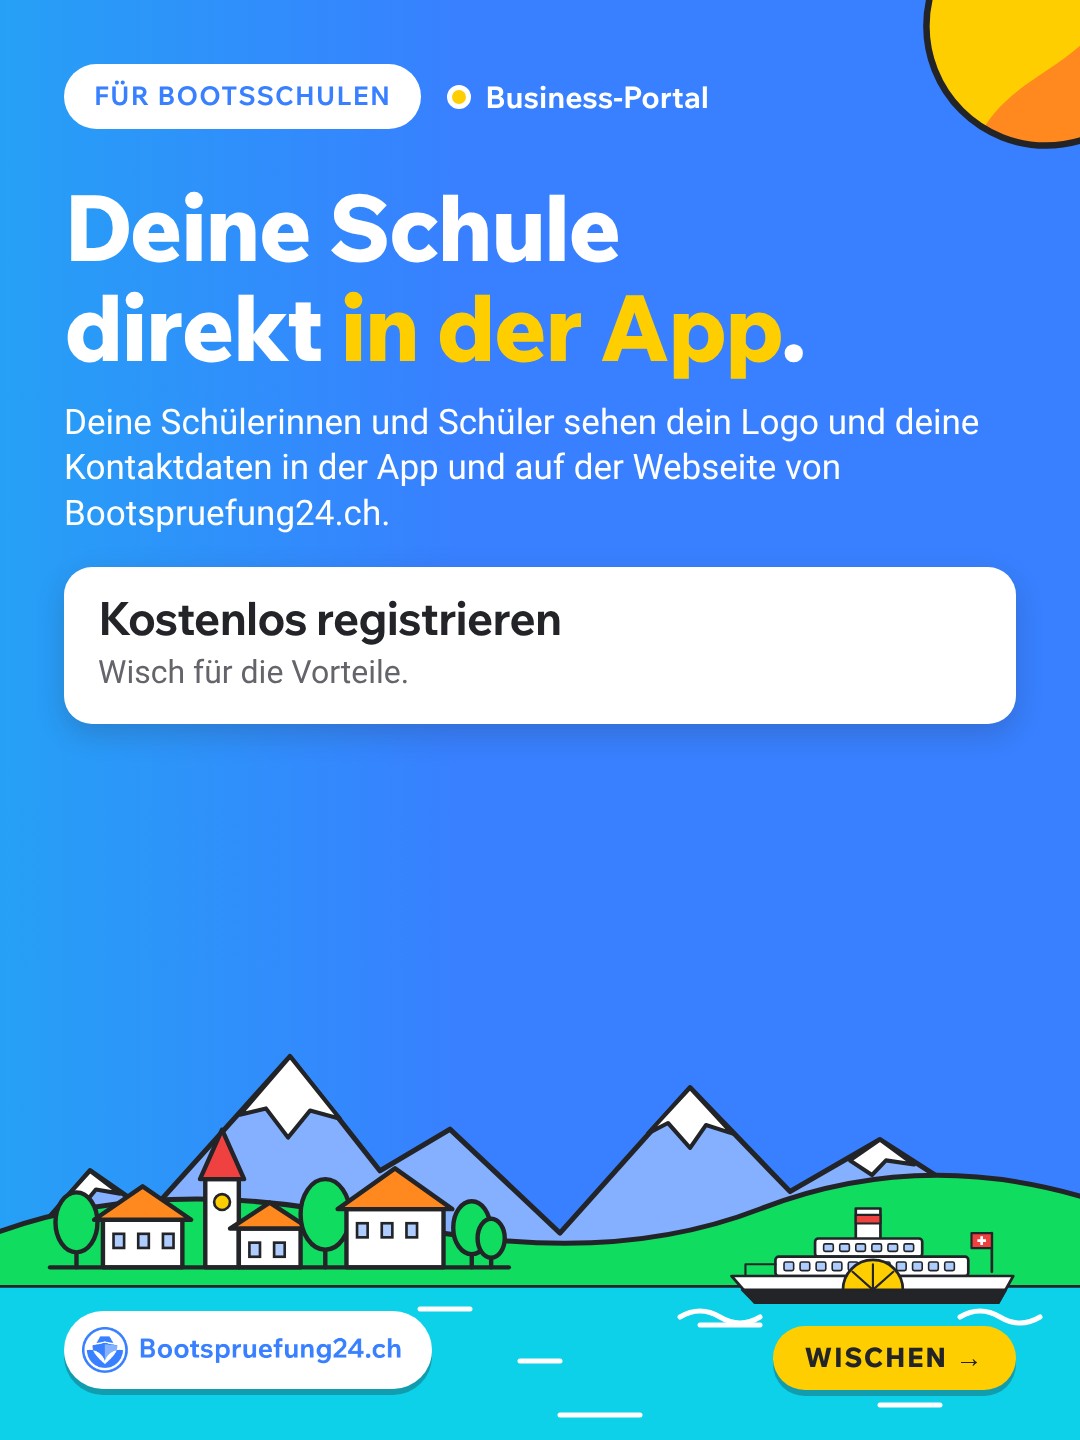 FÜR BOOTSSCHULEN
Business-Portal
Deine Schule
direkt in der App.
Deine Schülerinnen und Schüler sehen dein Logo und deine
Kontaktdaten in der App und auf der Webseite von
Bootspruefung24.ch.
Kostenlos registrieren
Wisch für die Vorteile.
Bootspruefung24.ch
WISCHEN →